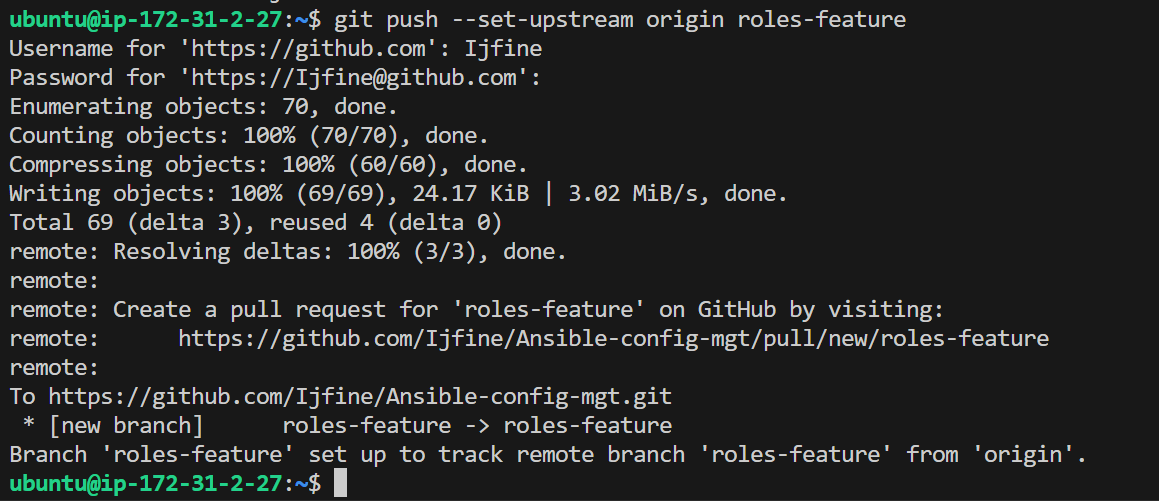 ubuntu@ip-172-31-2-27:~$ git push --set-upstream origin roles-feature
Username for 'https://github.com': Ijfine
Password for 'https://Ijfine@github.com':
Enumerating objects: 70, done.
Counting objects: 100% (70/70), done.
Compressing objects: 100% (60/60), done.
Writing objects: 100% (69/69), 24.17 KiB | 3.02 MiB/s, done.
Total 69 (delta 3), reused 4 (delta 0)
remote: Resolving deltas: 100% (3/3), done.
remote:
remote: Create a pull request for 'roles-feature' on GitHub by visiting:
remote:      https://github.com/Ijfine/Ansible-config-mgt/pull/new/roles-feature
remote:
To https://github.com/Ijfine/Ansible-config-mgt.git
 * [new branch]      roles-feature -> roles-feature
Branch 'roles-feature' set up to track remote branch 'roles-feature' from 'origin'.
ubuntu@ip-172-31-2-27:~$